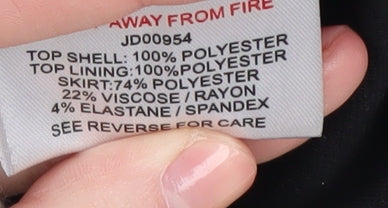 AWAY FROM FIRE
JD00954
TOP SHELL: 100% POLYESTER
TOP LINING:100%POLYESTER
SKIRT:74% POLYESTER
22% VISCOSE / RAYON
4% ELASTANE / SPANDEX
SEE REVERSE FOR CARE